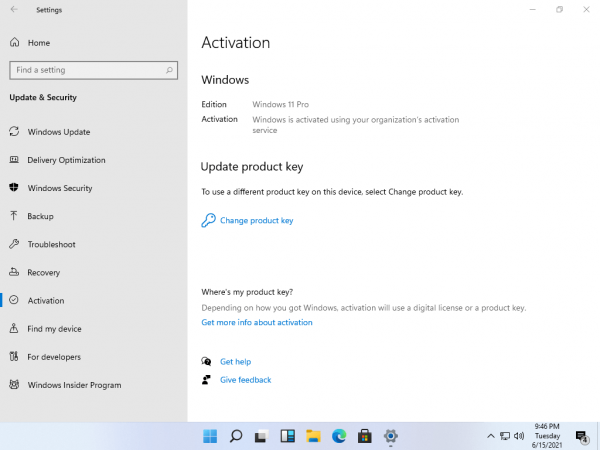 Settings
Home
Find a setting
Update & Security
Windows Update
Delivery Optimization
Windows Security
Backup
Troubleshoot
Recovery
Activation
Find my device
For developers
Windows Insider Program
Activation
Windows
Edition Windows 11 Pro
Activation Windows is activated using your organization's activation
service
Update product key
To use a different product key on this device, select Change product key.
Change product key
Where's my product key?
Depending on how you got Windows, activation will use a digital license or a product key.
Get more info about activation
Get help
Give feedback
9:46 PM
Tuesday
6/15/2021
4